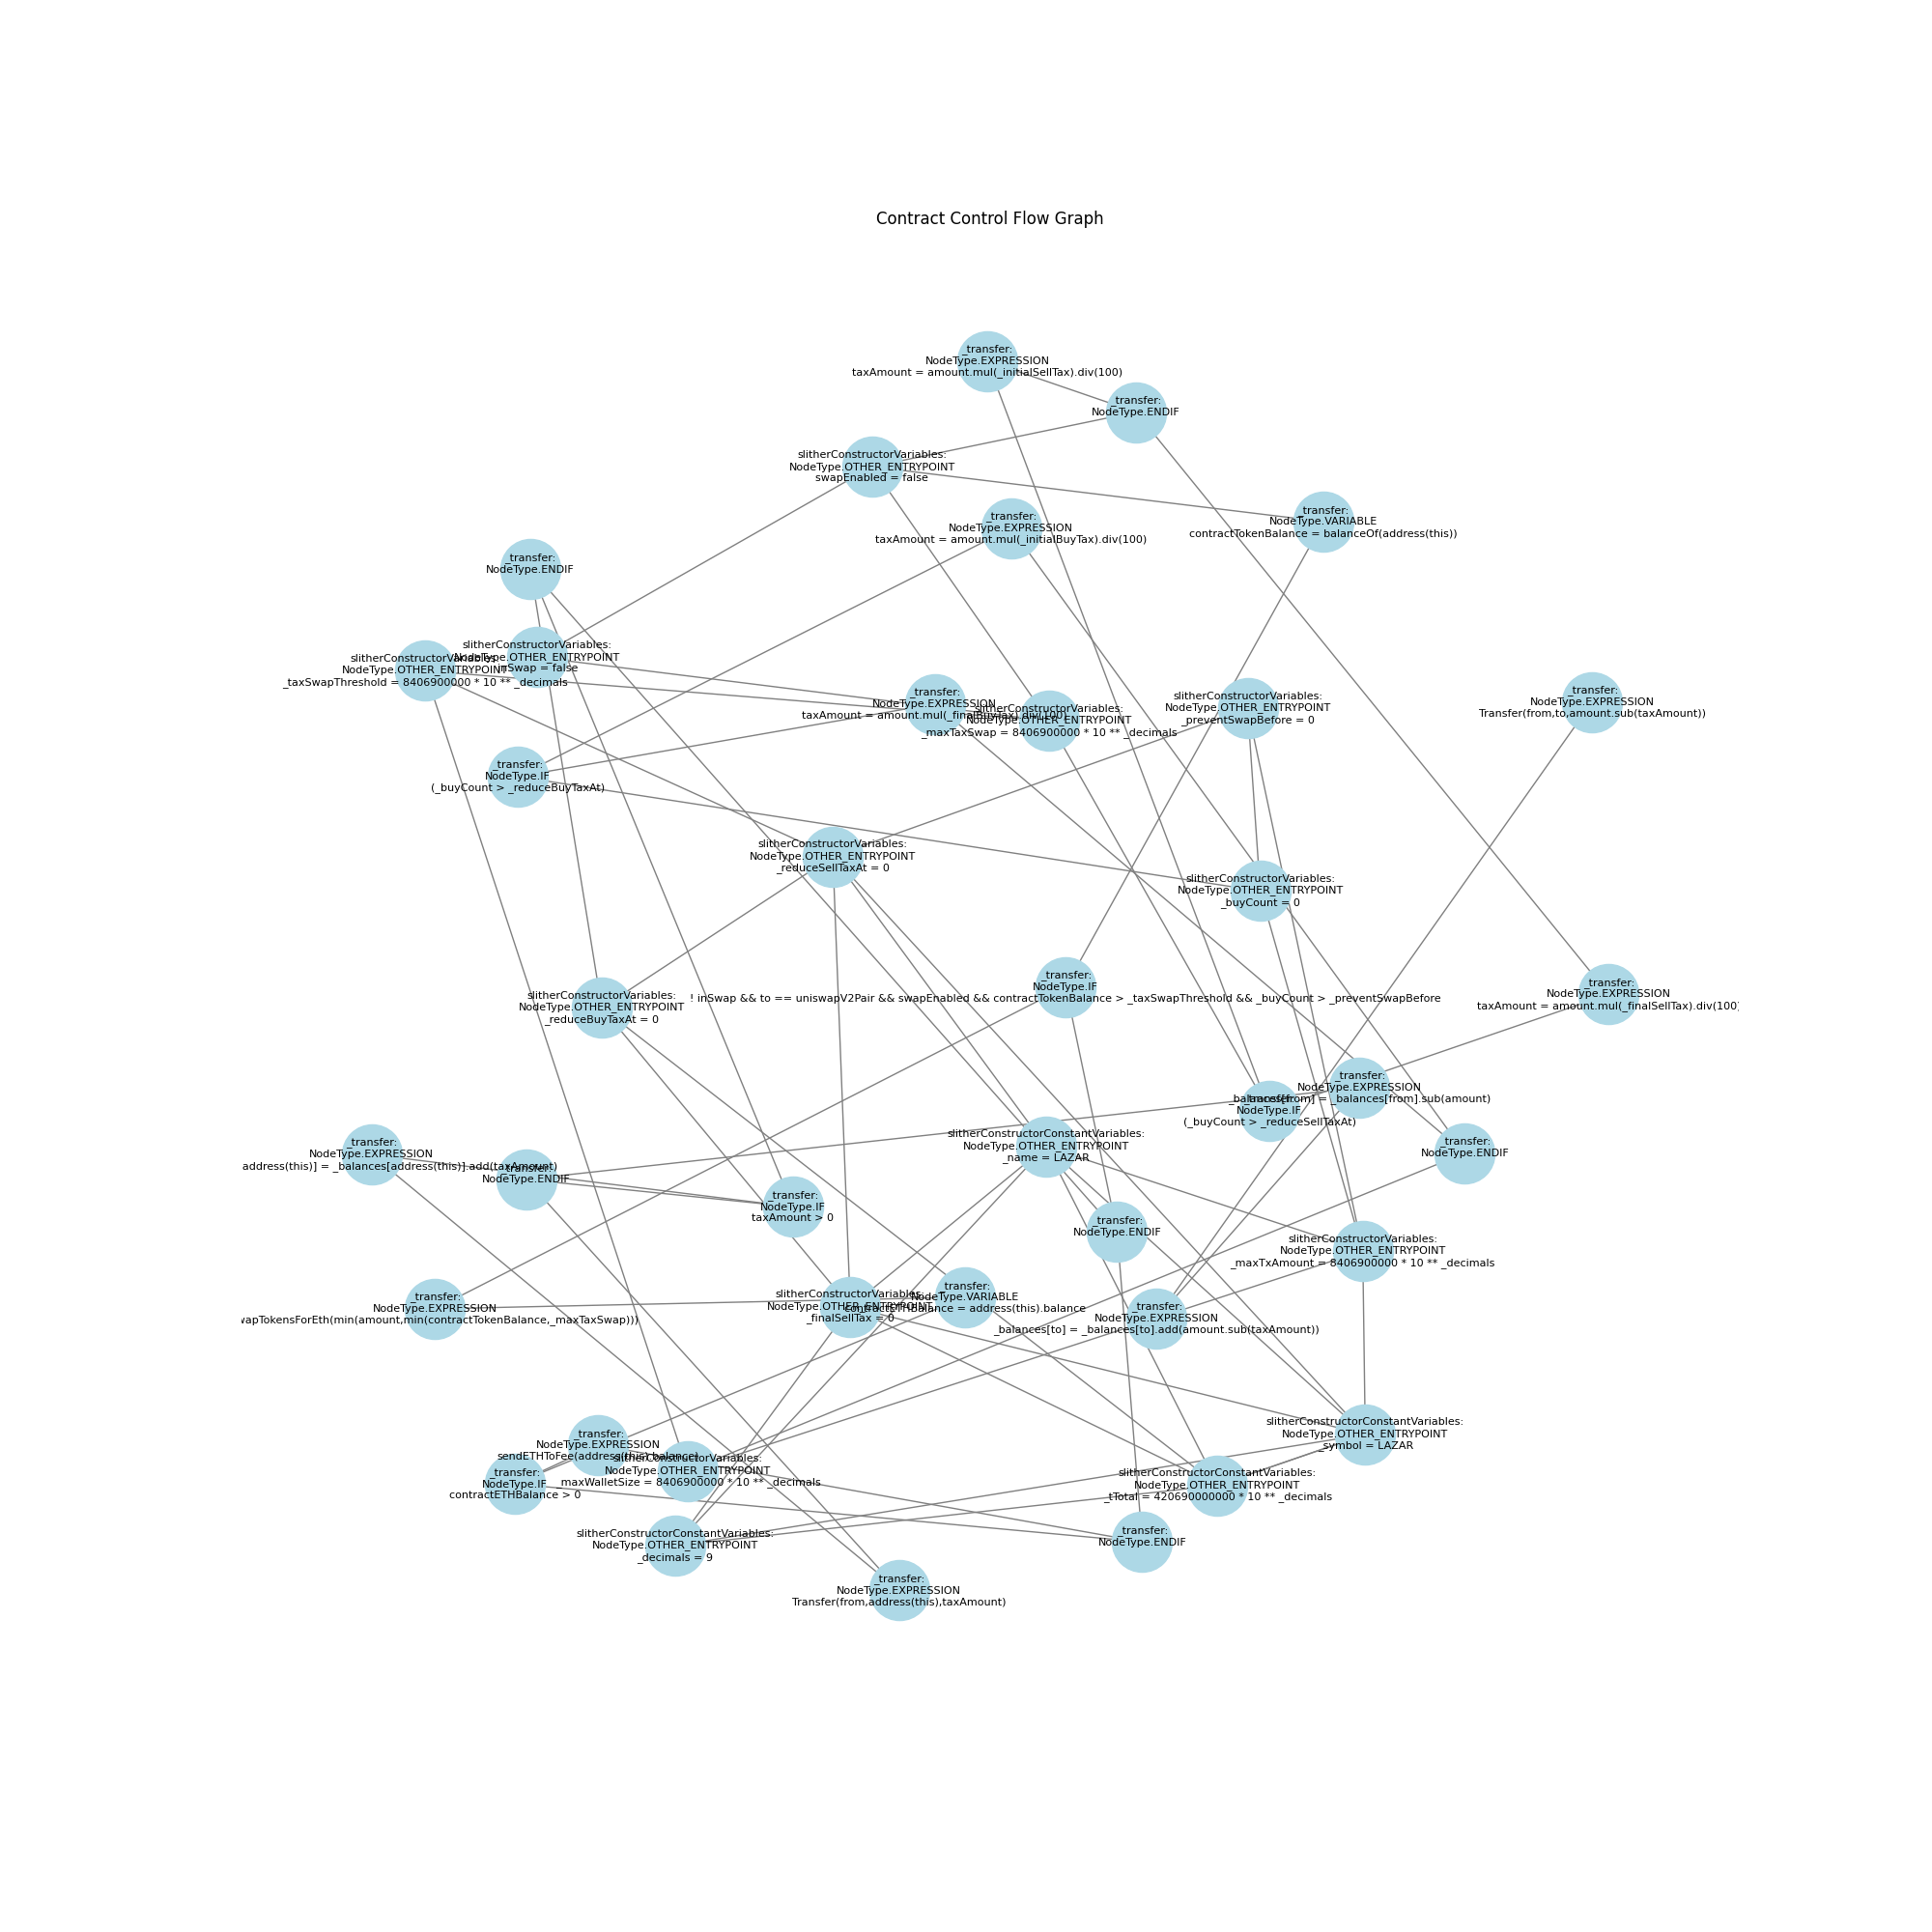 Contract Control Flow Graph
_transfer:
NodeType.EXPRESSION
taxAmount = amount.mul(_initialSellTax).div(100)
_transfer:
NodeType.ENDIF
slitherConstructorVariables:
NodeType.OTHER_ENTRYPOINT
swapEnabled = false
_transfer:
NodeType.VARIABLE
contractTokenBalance = balanceOf(address(this))
_transfer:
NodeType.EXPRESSION
taxAmount = amount.mul(_initialBuyTax).div(100)
_transfer:
NodeType.ENDIF
slitherConstructorVariables:
NodeType.OTHER_ENTRYPOINT
inSwap = false
slitherConstructorVariables:
NodeType.OTHER_ENTRYPOINT
_taxSwapThreshold = 8406900000 * 10 ** _decimals
_transfer:
NodeType.EXPRESSION
taxAmount = amount.mul(_finalBuyTax).div(100)
slitherConstructorVariables:
NodeType.OTHER_ENTRYPOINT
_maxTaxSwap = 8406900000 * 10 ** _decimals
slitherConstructorVariables:
NodeType.OTHER_ENTRYPOINT
_preventSwapBefore = 0
_transfer:
NodeType.EXPRESSION
Transfer(from,to,amount.sub(taxAmount))
_transfer:
NodeType.IF
(_buyCount > _reduceBuyTaxAt)
slitherConstructorVariables:
NodeType.OTHER_ENTRYPOINT
_reduceSellTaxAt = 0
slitherConstructorVariables:
NodeType.OTHER_ENTRYPOINT
_buyCount = 0
_transfer:
NodeType.IF
! inSwap && to == uniswapV2Pair && swapEnabled && contractTokenBalance > _taxSwapThreshold && _buyCount > _preventSwapBefore
_transfer:
NodeType.EXPRESSION
taxAmount = amount.mul(_finalSellTax).div(100)
slitherConstructorVariables:
NodeType.OTHER_ENTRYPOINT
_reduceBuyTaxAt = 0
_transfer:
NodeType.EXPRESSION
_balances[from] = _balances[from].sub(amount)
_transfer:
NodeType.IF
(_buyCount > _reduceSellTaxAt)
slitherConstructorConstantVariables:
NodeType.OTHER_ENTRYPOINT
_name = LAZAR
_transfer:
NodeType.ENDIF
_transfer:
NodeType.EXPRESSION
address(this)] = _balances[address(this)].add(taxAmount)
_transfer:
NodeType.ENDIF
_transfer:
NodeType.IF
taxAmount > 0
_transfer:
NodeType.ENDIF
slitherConstructorVariables:
NodeType.OTHER_ENTRYPOINT
_maxTxAmount = 8406900000 * 10 ** _decimals
_transfer:
NodeType.EXPRESSION
wapTokensForEth(min(amount,min(contractTokenBalance,_maxTaxSwap)))
slitherConstructorVariables:
NodeType.OTHER_ENTRYPOINT
_finalSellTax = 0
_transfer:
NodeType.VARIABLE
contractETHBalance = address(this).balance
_transfer:
NodeType.EXPRESSION
_balances[to] = _balances[to].add(amount.sub(taxAmount))
slitherConstructorConstantVariables:
NodeType.OTHER_ENTRYPOINT
_symbol = LAZAR
_transfer:
NodeType.EXPRESSION
sendETHToFee(address(this).balance)
_transfer:
NodeType.IF
contractETHBalance > 0
slitherConstructorVariables:
NodeType.OTHER_ENTRYPOINT
_maxWalletSize = 8406900000 * 10 ** _decimals
slitherConstructorConstantVariables:
NodeType.OTHER_ENTRYPOINT
_tTotal = 420690000000 * 10 ** _decimals
slitherConstructorConstantVariables:
NodeType.OTHER_ENTRYPOINT
_decimals = 9
_transfer:
NodeType.ENDIF
_transfer:
NodeType.EXPRESSION
Transfer(from,address(this),taxAmount)